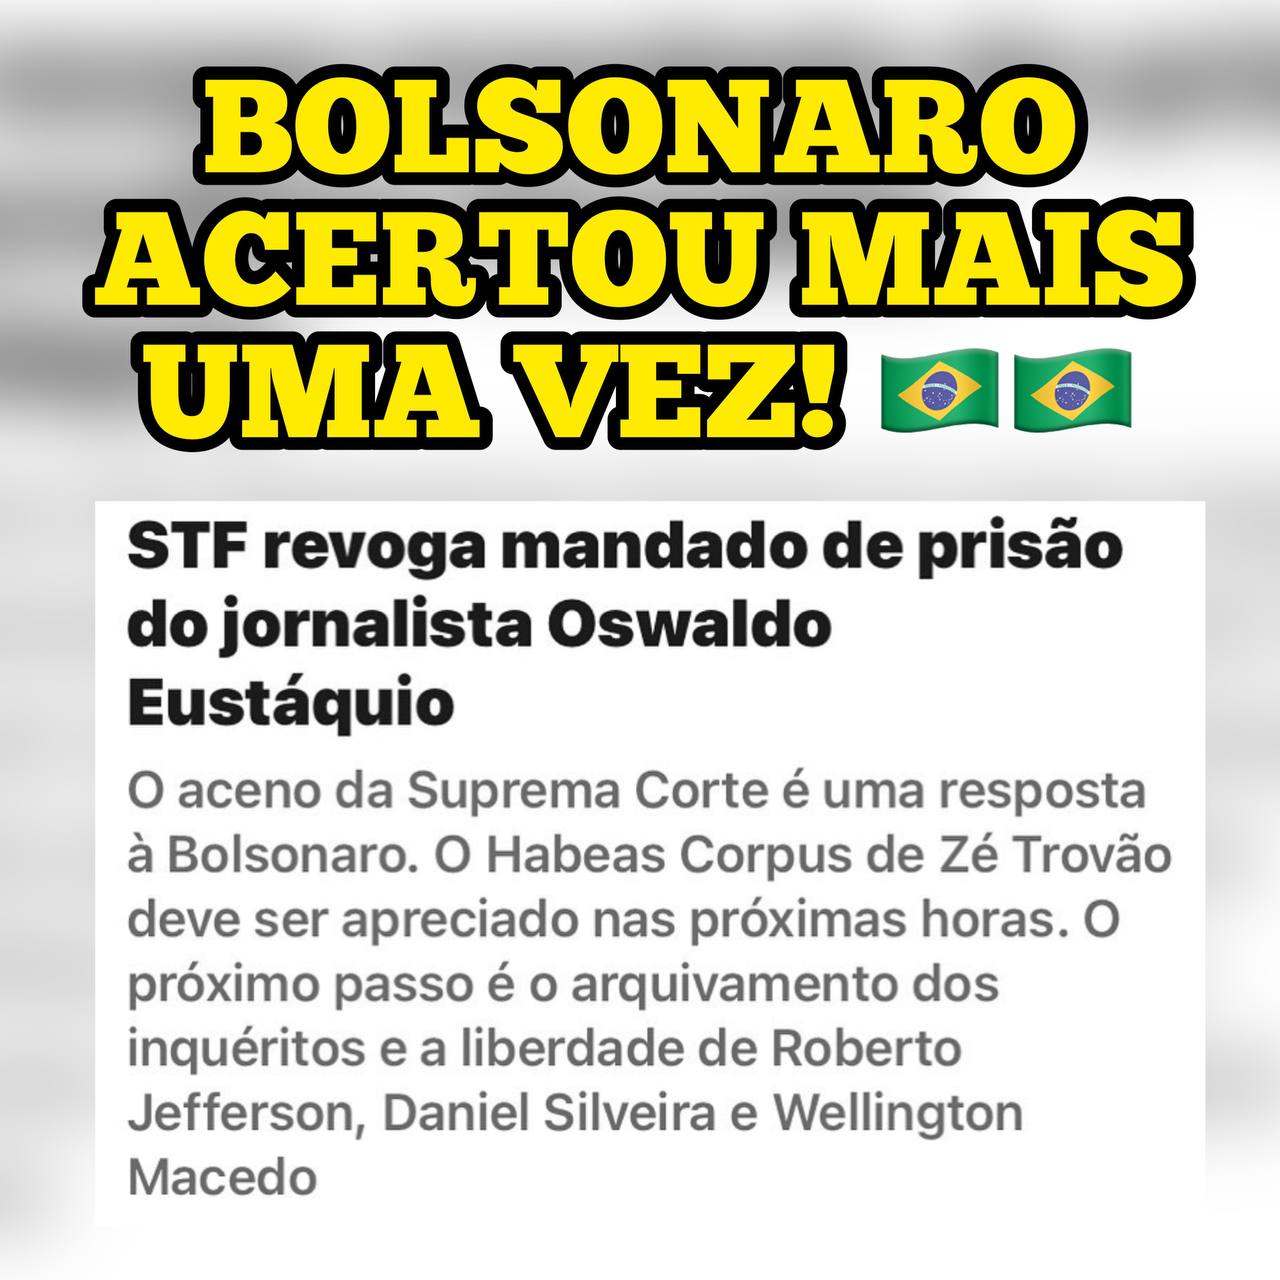 BOLSONARO
ACERTOU MAIS
UMA VEZ! 🇧🇷🇧🇷
STF revoga mandado de prisão
do jornalista Oswaldo
Eustáquio
O aceno da Suprema Corte é uma resposta
à Bolsonaro. O Habeas Corpus de Zé Trovão
deve ser apreciado nas próximas horas. O
próximo passo é o arquivamento dos
inquéritos e a liberdade de Roberto
Jefferson, Daniel Silveira e Wellington
Macedo